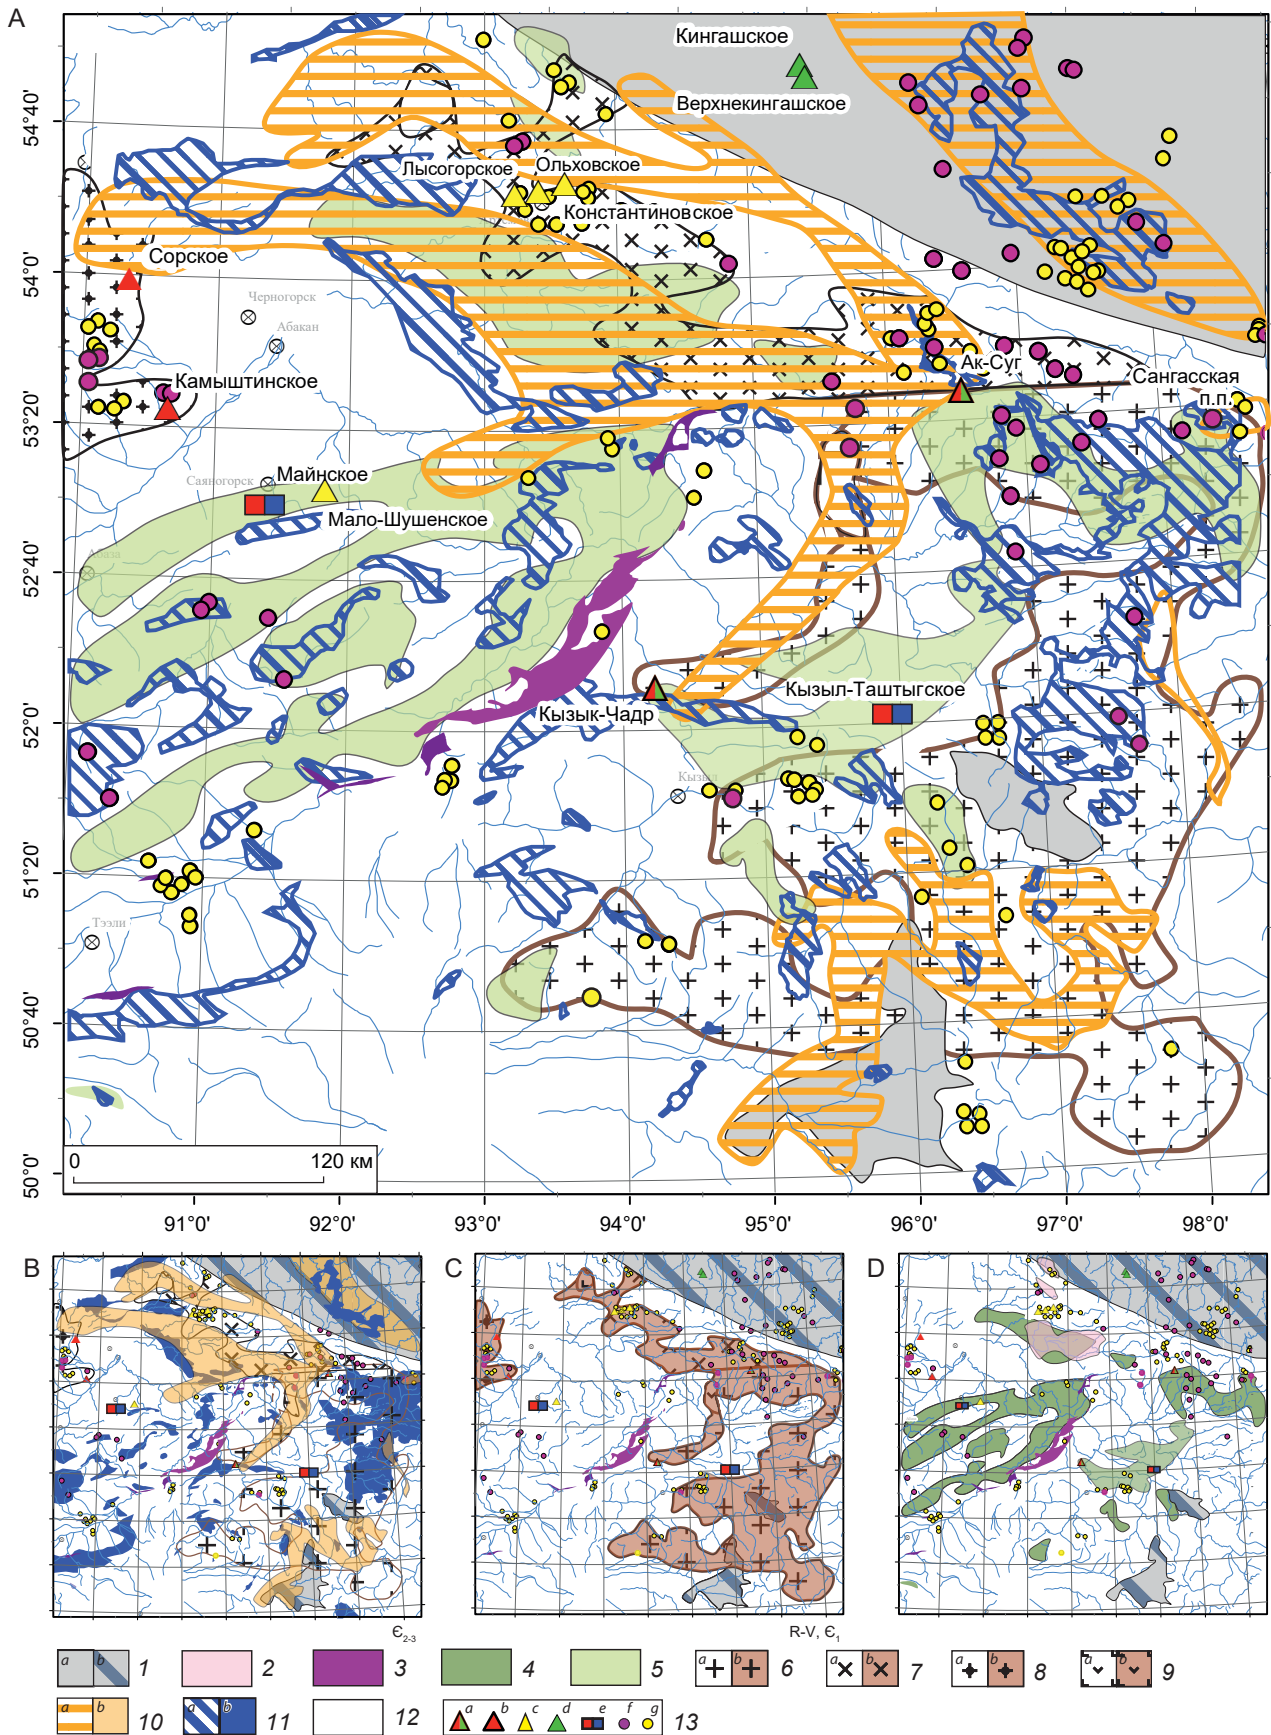 A
54°40'
54°0'
53°20'
52°40'
52°0'
51°20'
50°40'
50°0'
Кингашское
Верхнекингашское
Лысогорское
Ольховское
Константиновское
Сорское
Черногорск
Абакан
Камыштинское
Ак-Суг
Сангасская
п.п.
Майнское
Саяногорск
Мало-Шушенское
Абаза
Кызык-Чадр
Кызыл-Таштыгское
Кызыл
Тээли
0 120 км
91°0' 92°0' 93°0' 94°0' 95°0' 96°0' 97°0' 98°0'
B C D
Є2-3 R-V, Є1
a b 1 2 3 4 5 a b 6 a b 7 a b 8 a b 9
a b 10 a b 11 12 a b c d e f g 13